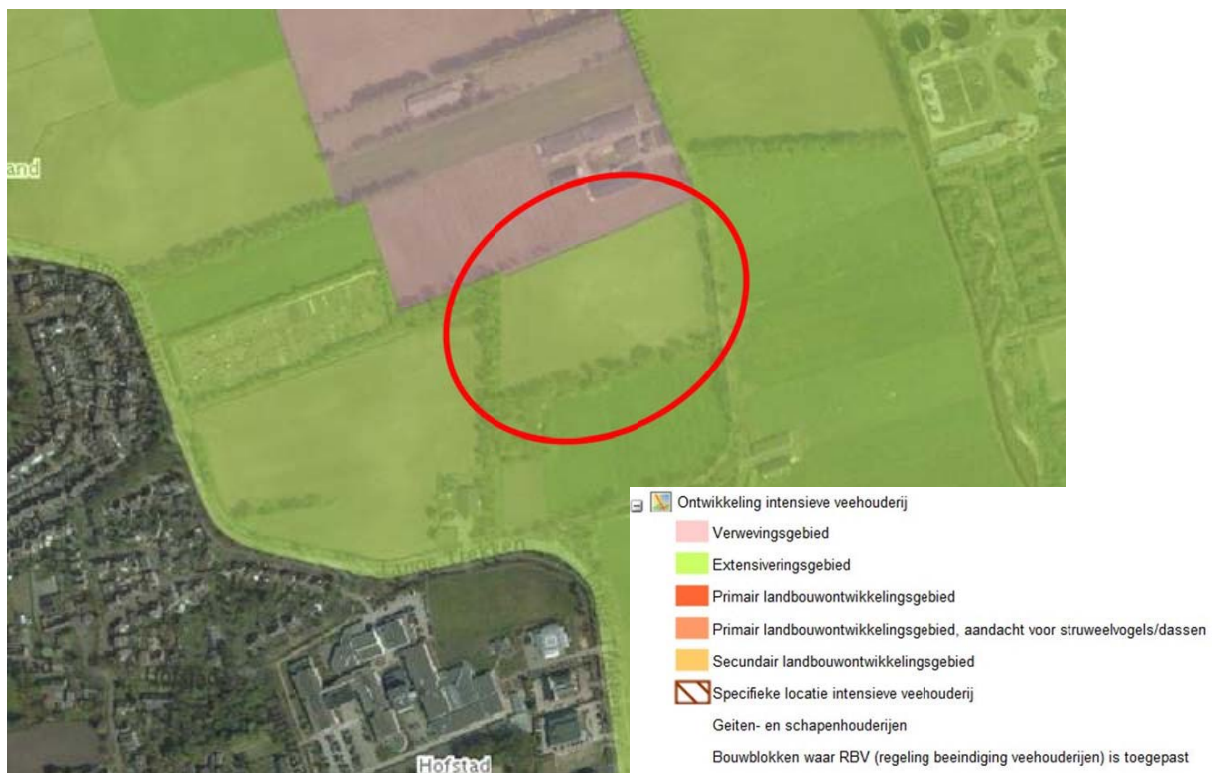 and
Hofstad
Ontwikkeling intensieve veehouderij
Verwevingsgebied
Extensiveringsgebied
Primair landbouwontwikkelingsgebied
Primair landbouwontwikkelingsgebied, aandacht voor struweelvogels/dassen
Secundair landbouwontwikkelingsgebied
Specifieke locatie intensieve veehouderij
Geiten- en schapenhouderijen
Bouwblokken waar RBV (regeling beeindiging veehouderijen) is toegepast